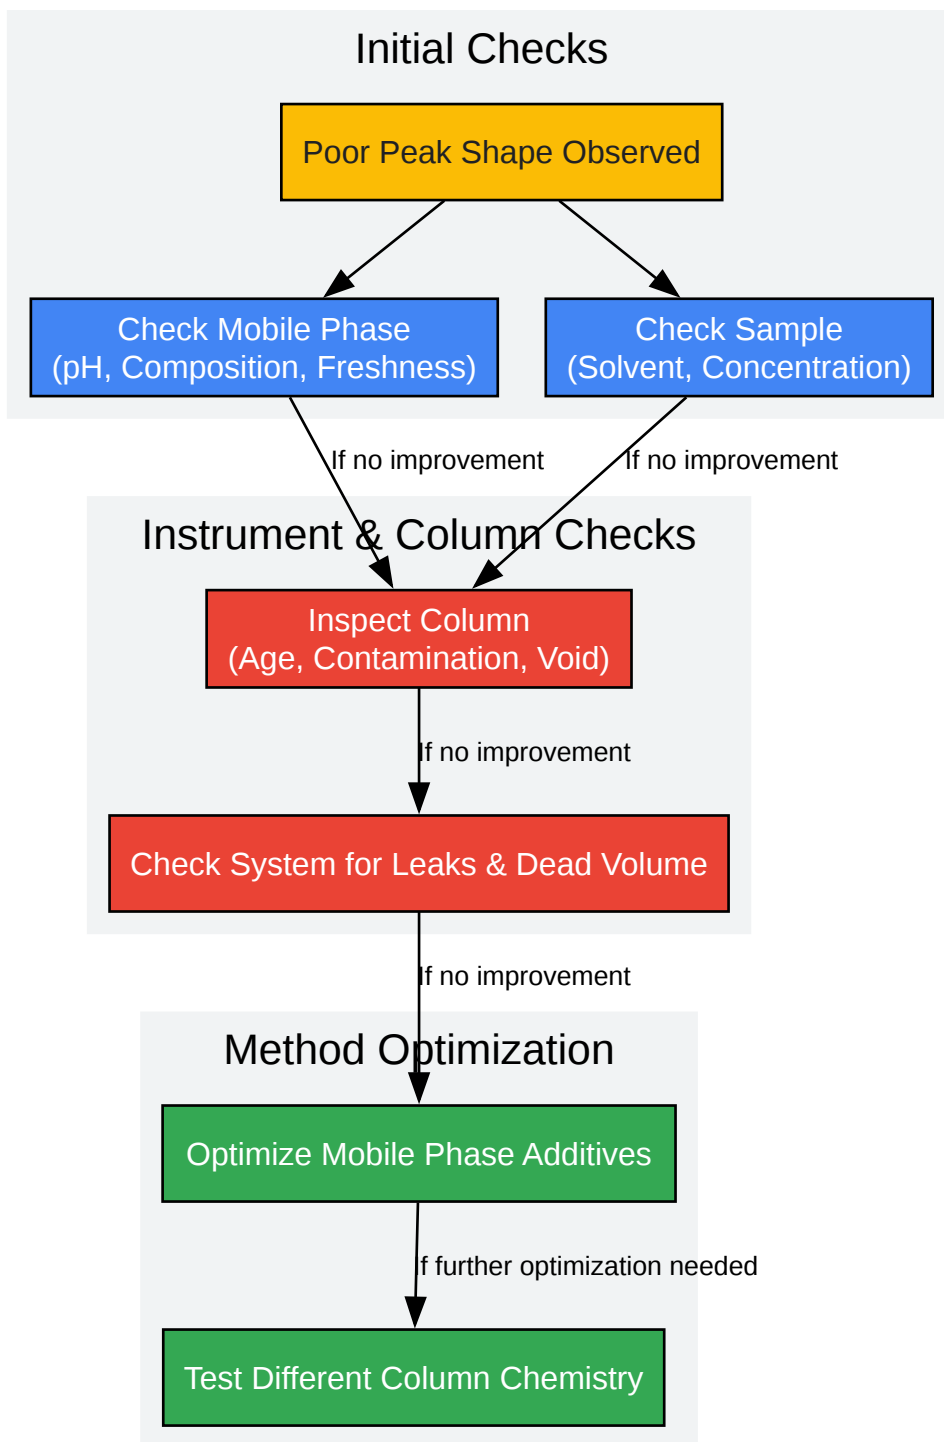 Initial Checks
Poor Peak Shape Observed
Check Mobile Phase
(pH, Composition, Freshness)
Check Sample
(Solvent, Concentration)
If no improvement
If no improvement
Instrument & Column Checks
Inspect Column
(Age, Contamination, Void)
If no improvement
Check System for Leaks & Dead Volume
If no improvement
Method Optimization
Optimize Mobile Phase Additives
If further optimization needed
Test Different Column Chemistry